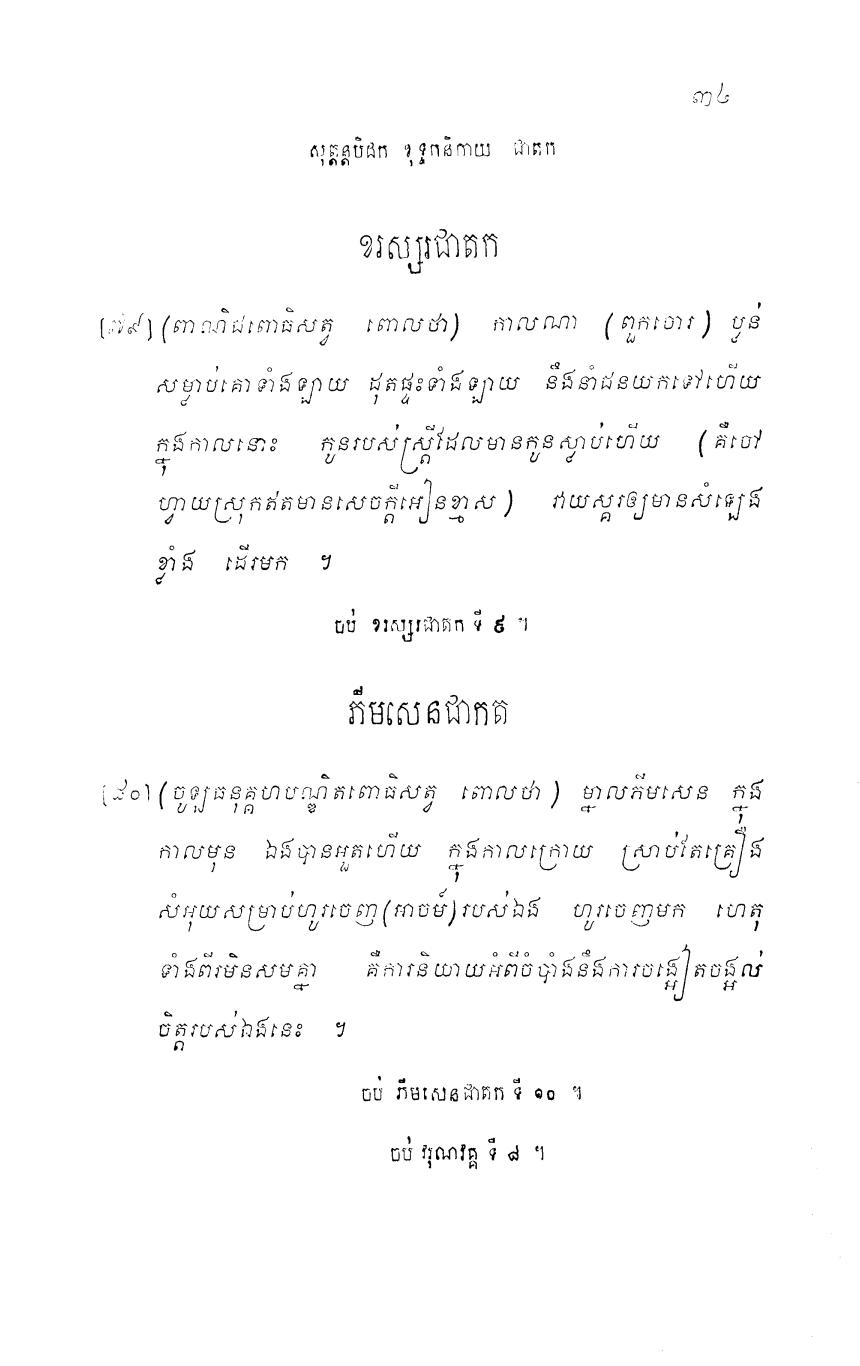 ៣៤
សុត្តន្តបិដក ខុទ្ទកនិកាយ ជាតក
ខរស្សរជាតក
[៧៩] (ពាណិជពោធិសត្វ ពោលថា) កាលណា (ពួកចោរ) ប្លន់
សម្លាប់គោទាំងឡាយ ដុតផ្ទះទាំងឡាយ នឹងនាំជនយកទៅហើយ
ក្នុងកាលនោះ កូនរបស់ស្ត្រីដែលមានកូនស្លាប់ហើយ (គឺចៅ
ហ្វាយស្រុកឥតមានសេចក្តីអៀនខ្មាស) វាយស្គរឲ្យមានសំឡេង
ខ្លាំង ដើរមក ។
ចប់ ខរស្សរជាតក ទី ៩ ។
ភីមសេនជាកត
[៨០] (ចូឡធនុគ្គហបណ្ឌិតពោធិសត្វ ពោលថា) ម្នាលភីមសេន ក្នុង
កាលមុន ឯងបានអួតហើយ ក្នុងកាលក្រោយ ស្រាប់តែគ្រឿង
សំអុយសម្រាប់ហូរចេញ(អាចម៍)របស់ឯង ហូរចេញមក ហេតុ
ទាំងពីរមិនសមគ្នា គឺការនិយាយអំពីចំបាំងនឹងការចង្អៀតចង្អល់
ចិត្តរបស់ឯងនេះ ។
ចប់ ភីមសេនជាតក ទី ១០ ។
ចប់ វរុណវគ្គ ទី ៨ ។